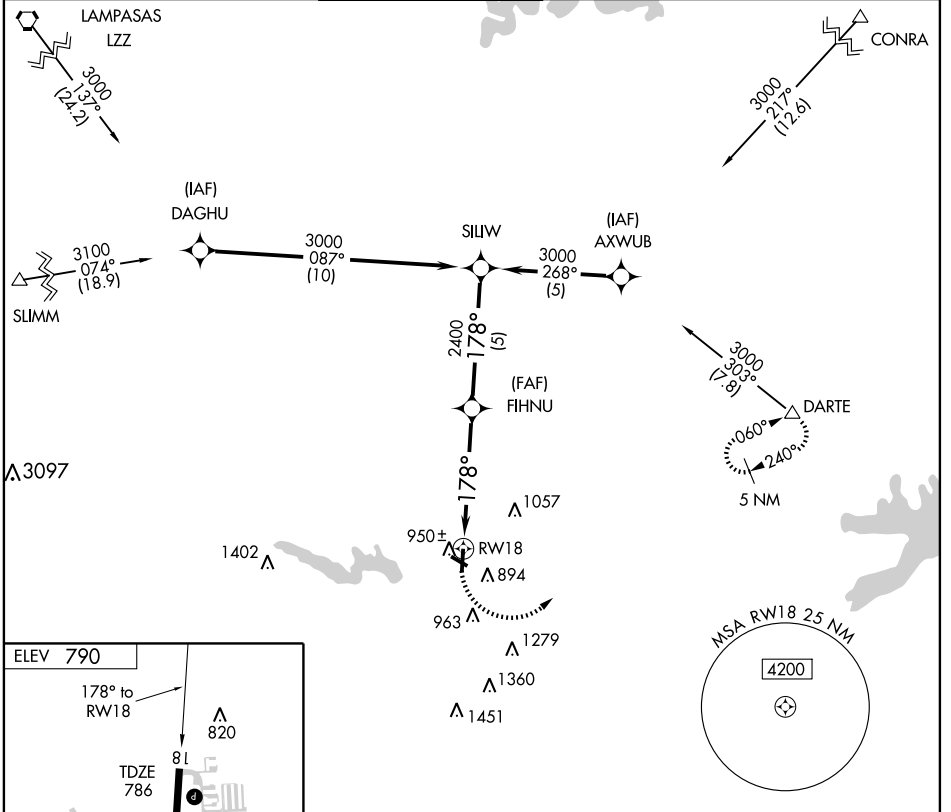 LAMPASAS
LZZ
3000
137°
(24.2)
CONRA
3000
217°
(12.6)
(IAF)
DAGHU
SILIW
(IAF)
AXWUB
3100
074°
(18.9)
SLIMM
3000
087°
(10)
3000
268°
(5)
2400
178°
(5)
(FAF)
FIHNU
3000
303°
(7.8)
DARTE
060°
240°
5 NM
3097
178°
1057
950±
RW18
1402
894
963
1279
1360
1451
MSA RW18 25 NM
4200
ELEV 790
178° to
RW18
820
18
TDZE
786
P